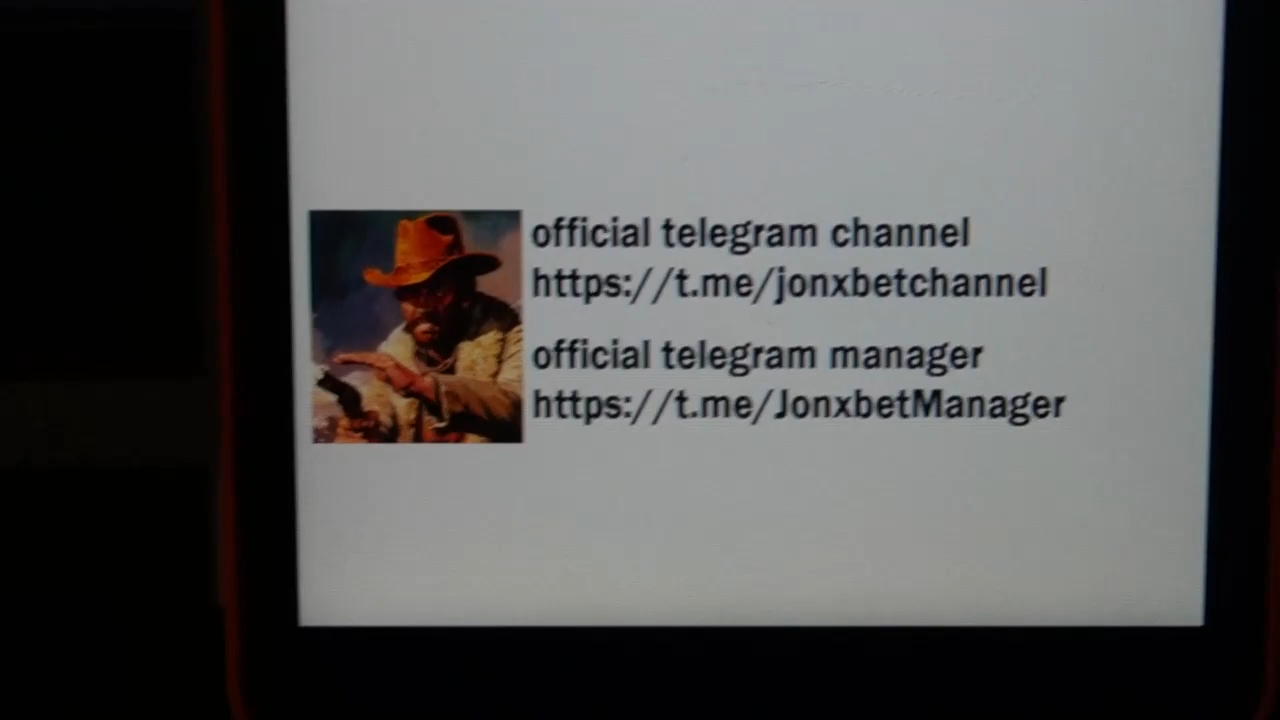 official telegram channel
https://t.me/jonxbetchannel
official telegram manager
https://t.me/JonxbetManager